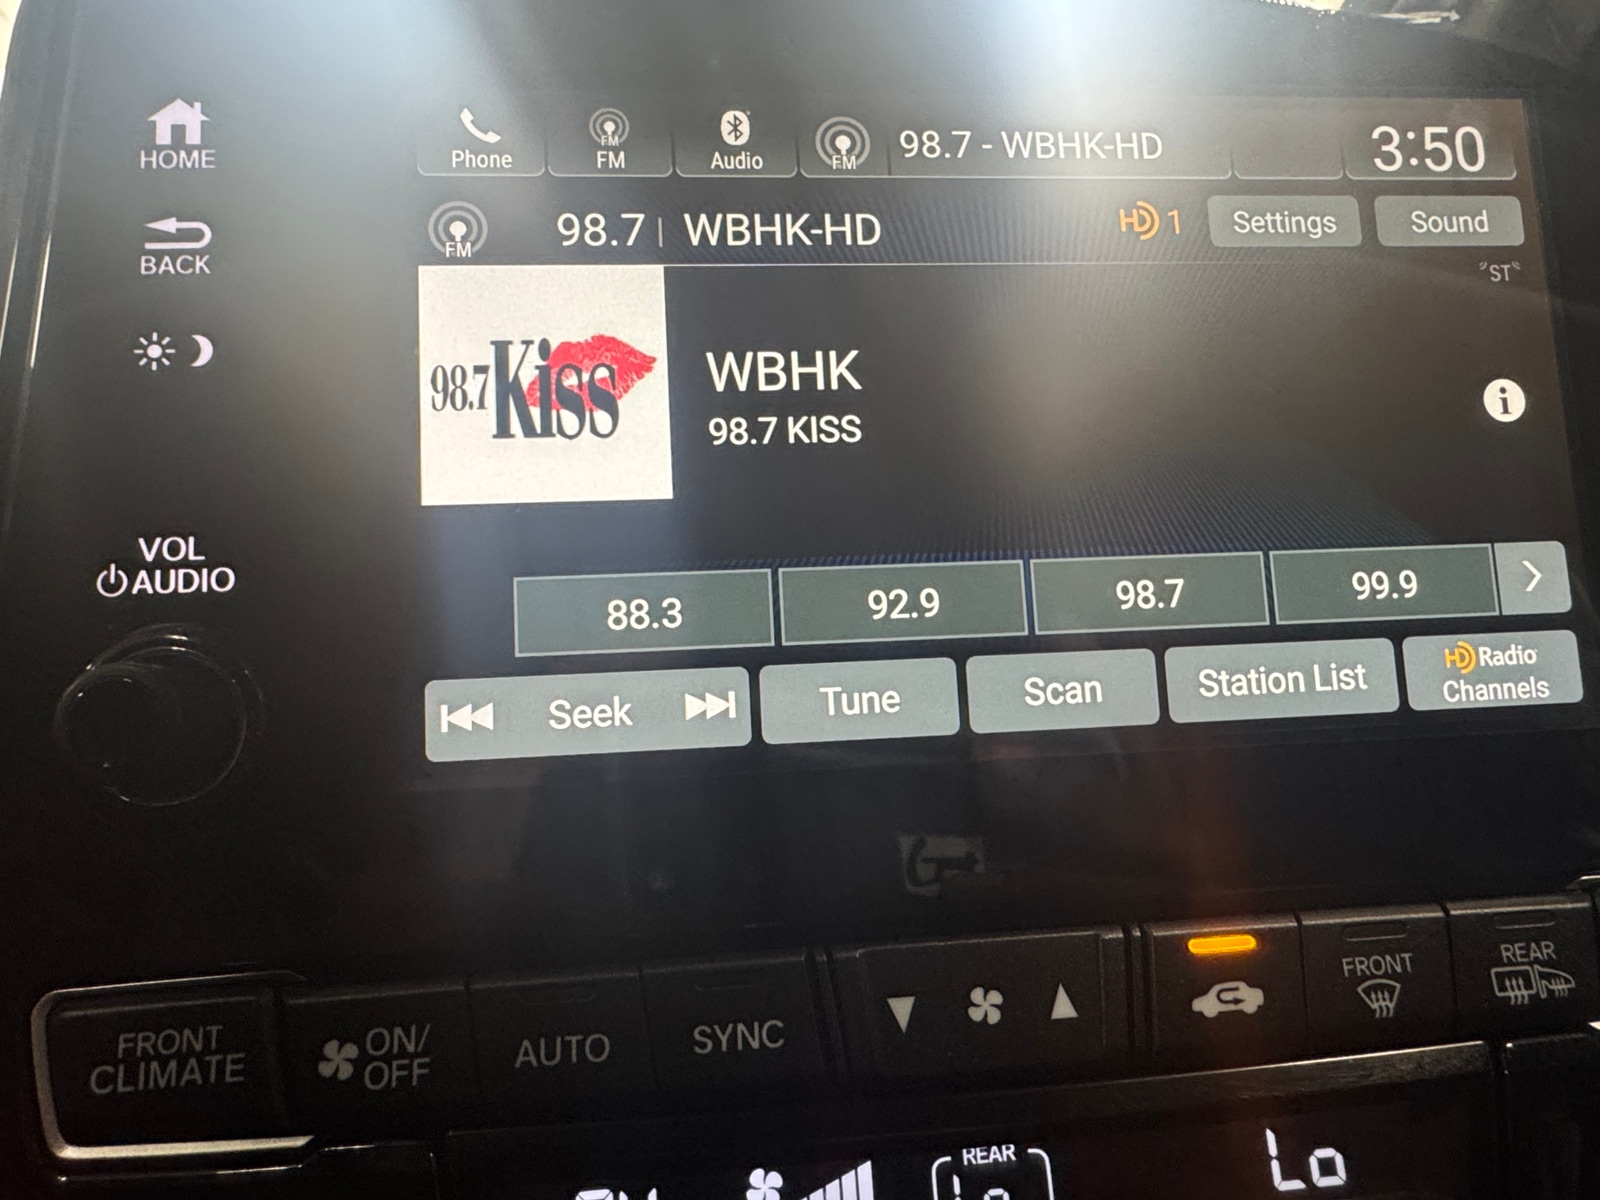 HOME
BACK
VOL
AUDIO
Phone
FM
FM
Audio
FM
98.7 - WBHK-HD
3:50
FM
98.7 | WBHK-HD
HD 1
Settings
Sound
"ST"
98.7 Kiss
WBHK
98.7 KISS
i
88.3
92.9
98.7
99.9
Seek
Tune
Scan
Station List
HD Radio
Channels
FRONT
CLIMATE
ON/
OFF
AUTO
SYNC
FRONT
REAR
REAR
Lo
Lo